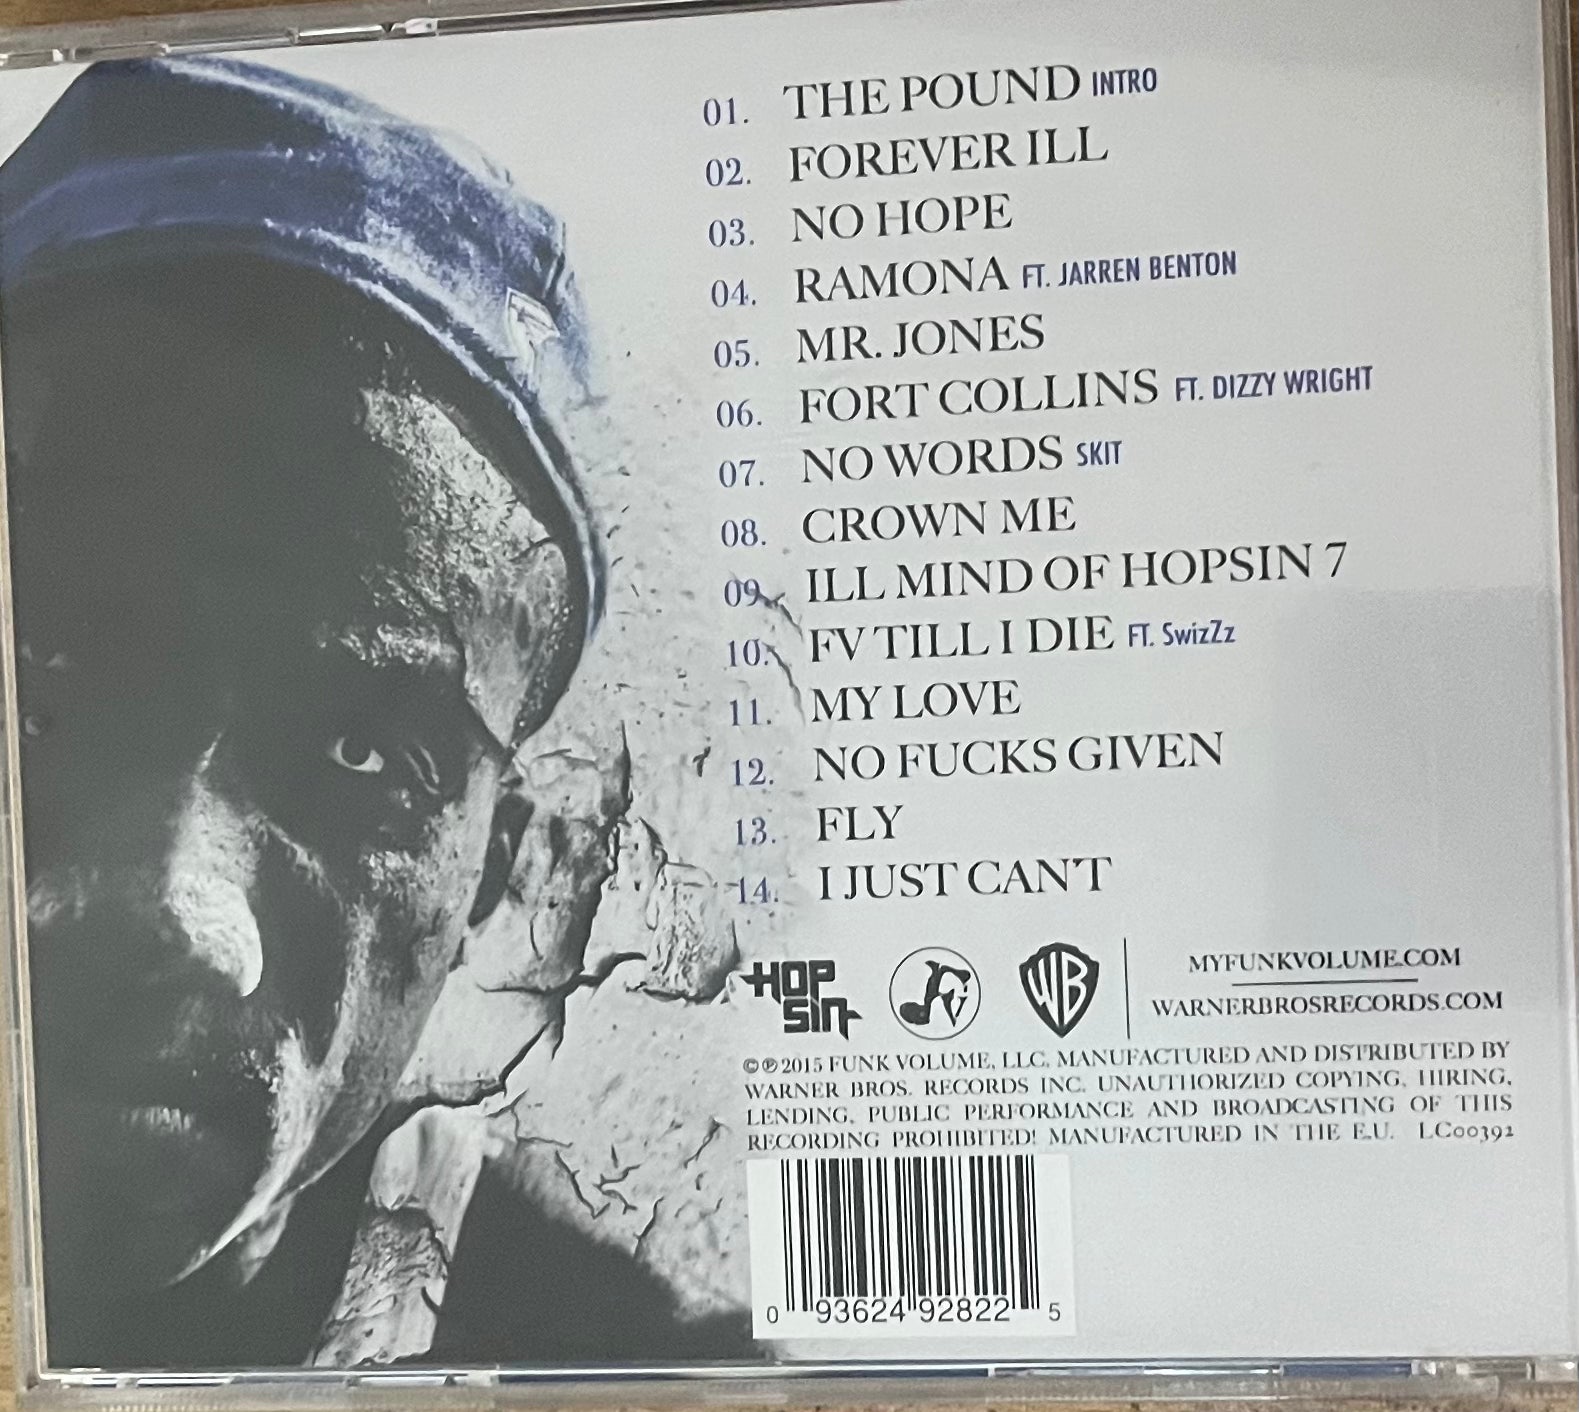 01. THE POUND INTRO
02. FOREVER ILL
03. NO HOPE
04. RAMONA FT. JARREN BENTON
05. MR. JONES
06. FORT COLLINS FT. DIZZY WRIGHT
07. NO WORDS SKIT
08. CROWN ME
09. ILL MIND OF HOPSIN 7
10. FV TILL I DIE FT. SwizZz
11. MY LOVE
12. NO FUCKS GIVEN
13. FLY
14. I JUST CAN'T
HOP
SIN
FV
WB
MYFUNKVOLUME.COM
WARNERBROSRECORDS.COM
©℗ 2015 FUNK VOLUME, LLC. MANUFACTURED AND DISTRIBUTED BY
WARNER BROS. RECORDS INC. UNAUTHORIZED COPYING, HIRING,
LENDING, PUBLIC PERFORMANCE AND BROADCASTING OF THIS
RECORDING PROHIBITED! MANUFACTURED IN THE E.U. LC00392
0 93624 92822 5